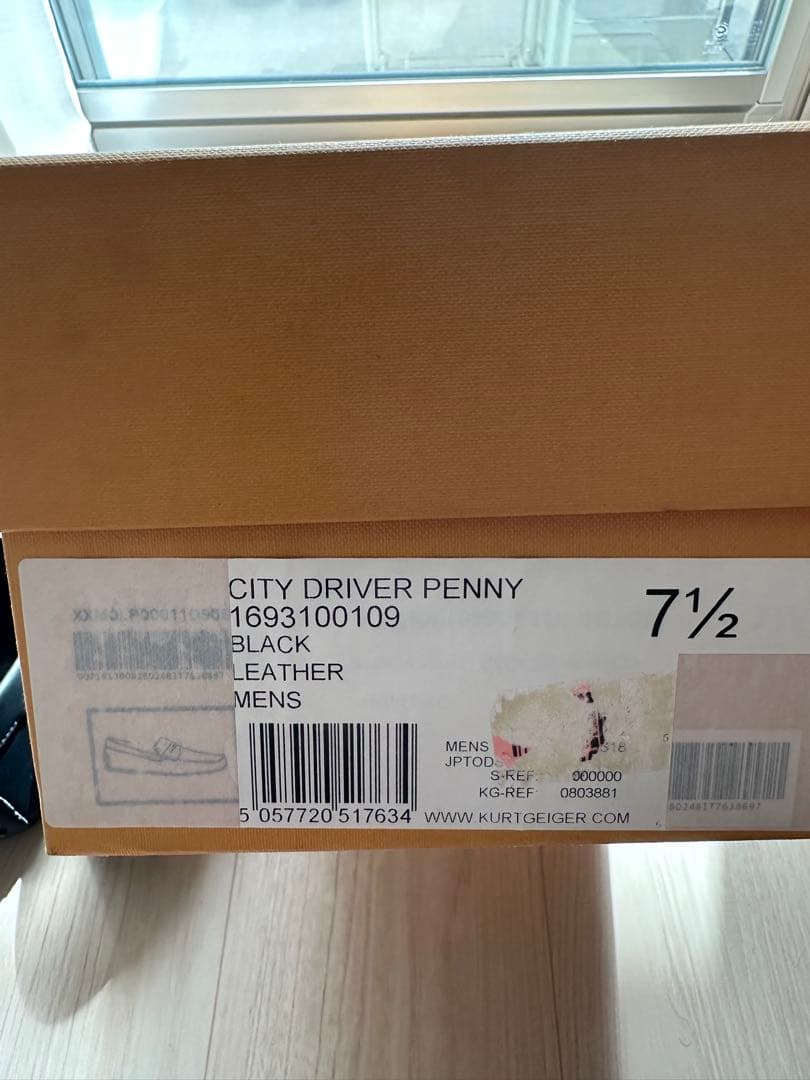 CITY DRIVER PENNY
1693100109
BLACK
LEATHER
MENS
7½
MENS
JPTODS
S-REF: 000000
KG-REF: 0803881
5 057720 517634
WWW.KURTGEIGER.COM